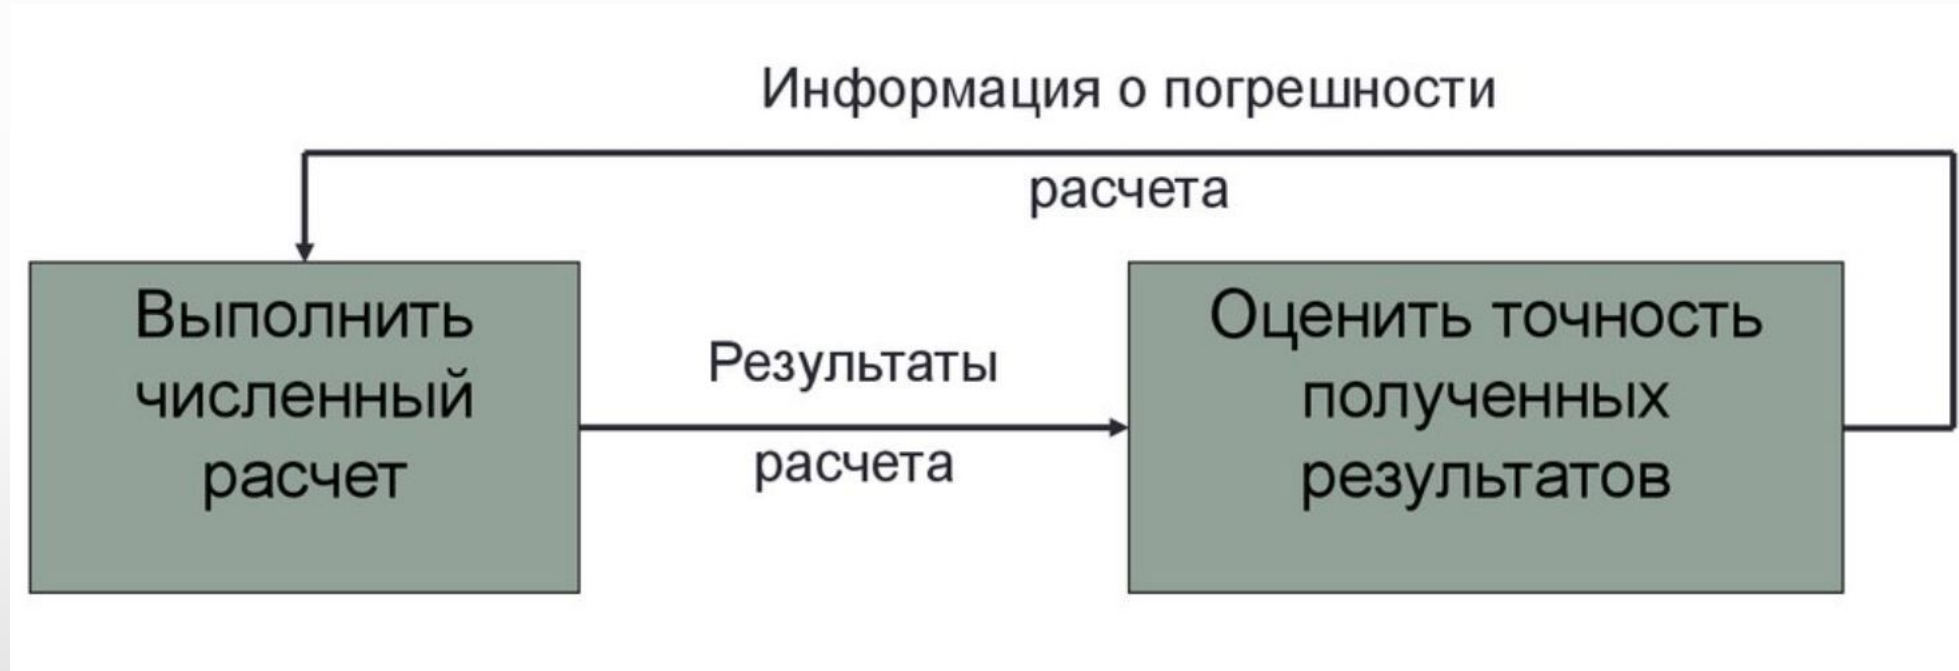 Информация о погрешности
расчета
Выполнить
численный
расчет
Результаты
расчета
Оценить точность
полученных
результатов